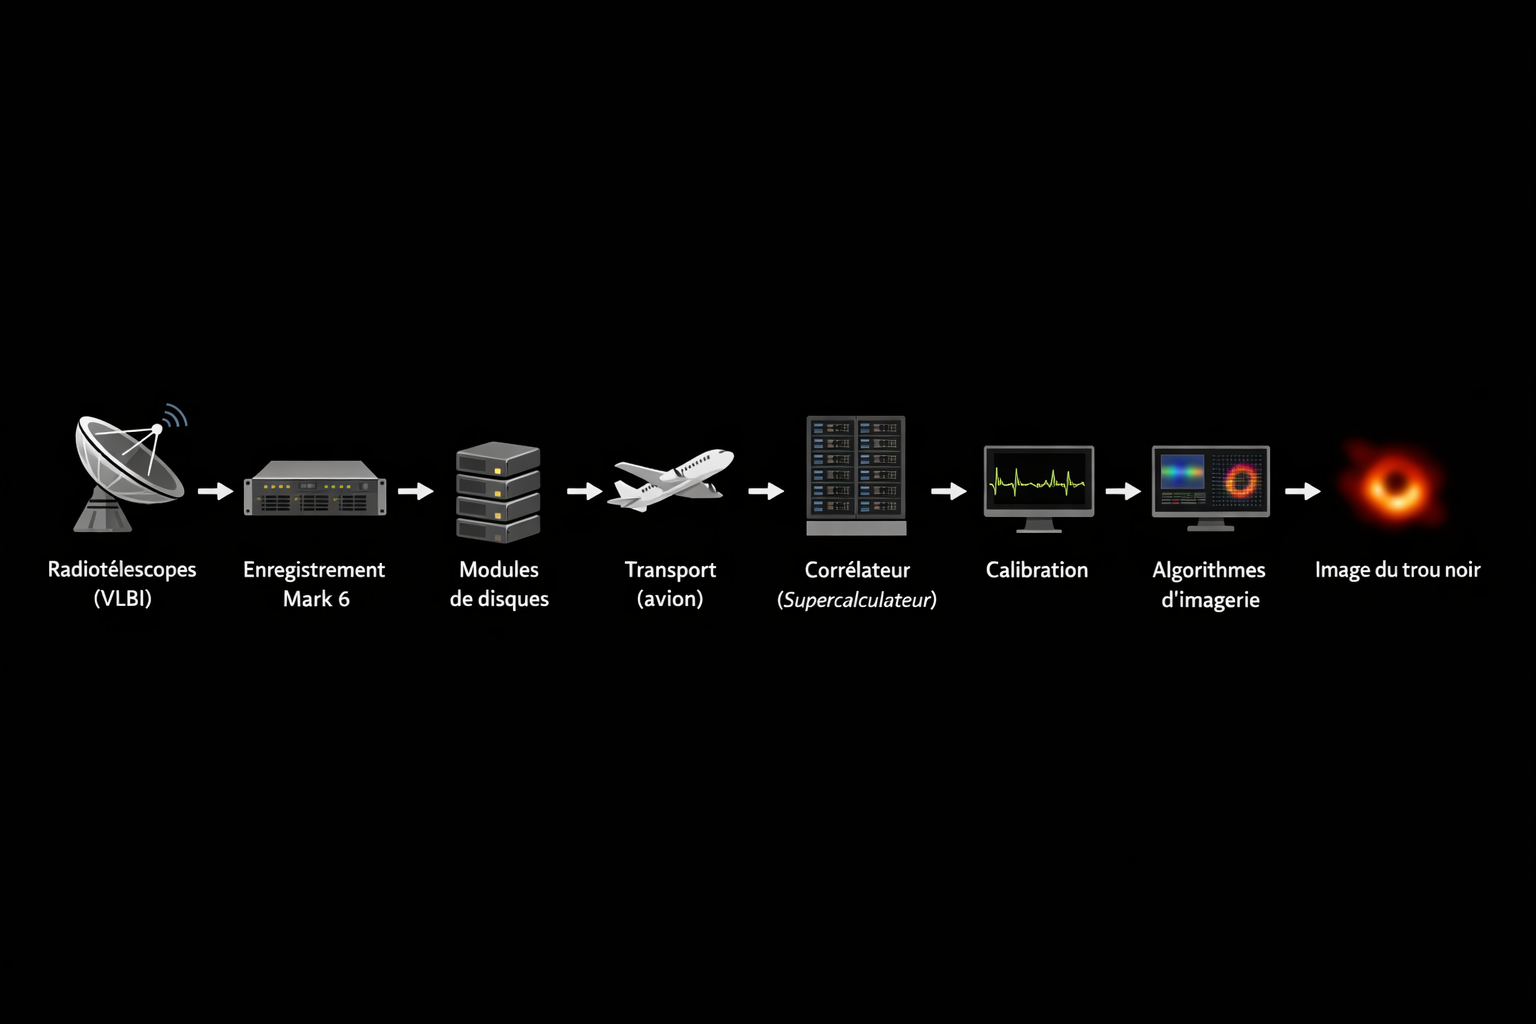 Radiotélescopes
(VLBI)
Enregistrement
Mark 6
Modules
de disques
Transport
(avion)
Corrélateur
(Supercalculateur)
Calibration
Algorithmes
d'imagerie
Image du trou noir